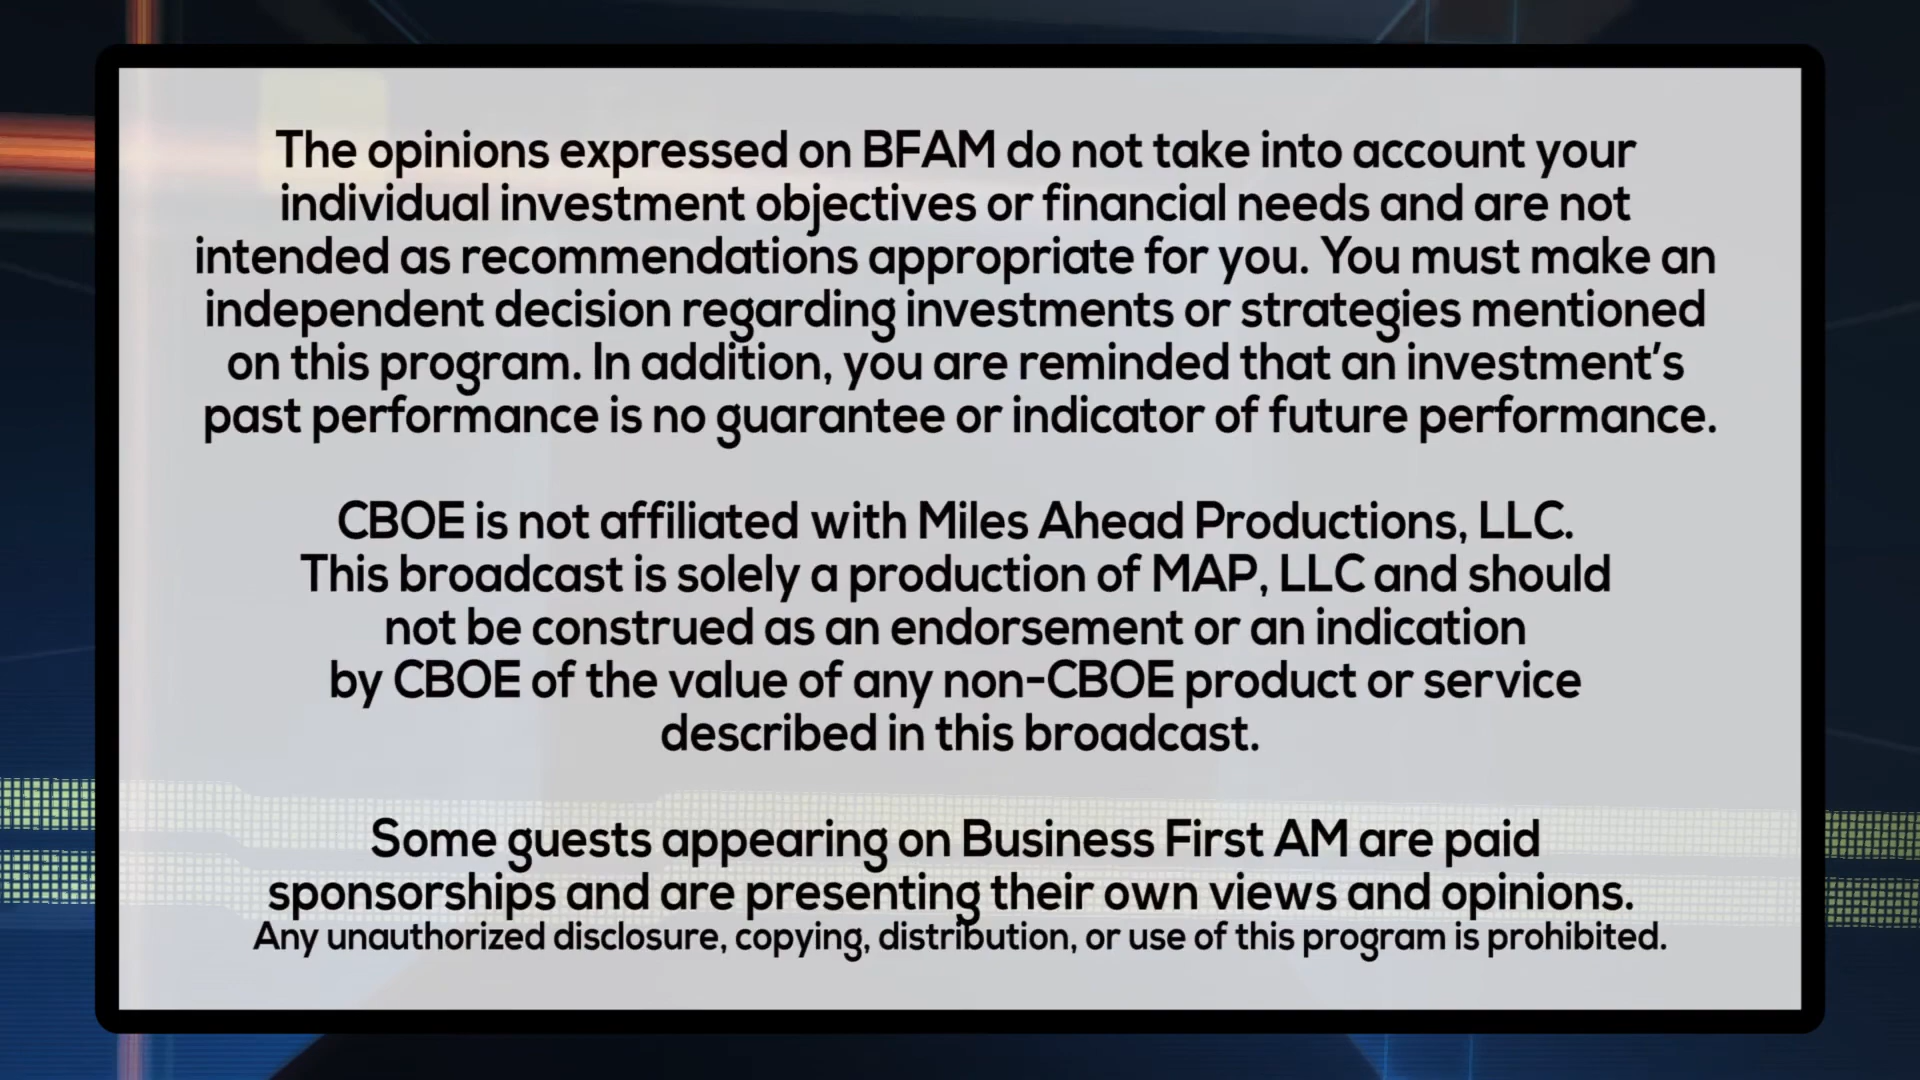 The opinions expressed on BFAM do not take into account your
individual investment objectives or financial needs and are not
intended as recommendations appropriate for you. You must make an
independent decision regarding investments or strategies mentioned
on this program. In addition, you are reminded that an investment’s
past performance is no guarantee or indicator of future performance.
CBOE is not affiliated with Miles Ahead Productions, LLC.
This broadcast is solely a production of MAP, LLC and should
not be construed as an endorsement or an indication
by CBOE of the value of any non-CBOE product or service
described in this broadcast.
Some guests appearing on Business First AM are paid
sponsorships and are presenting their own views and opinions.
Any unauthorized disclosure, copying, distribution, or use of this program is prohibited.